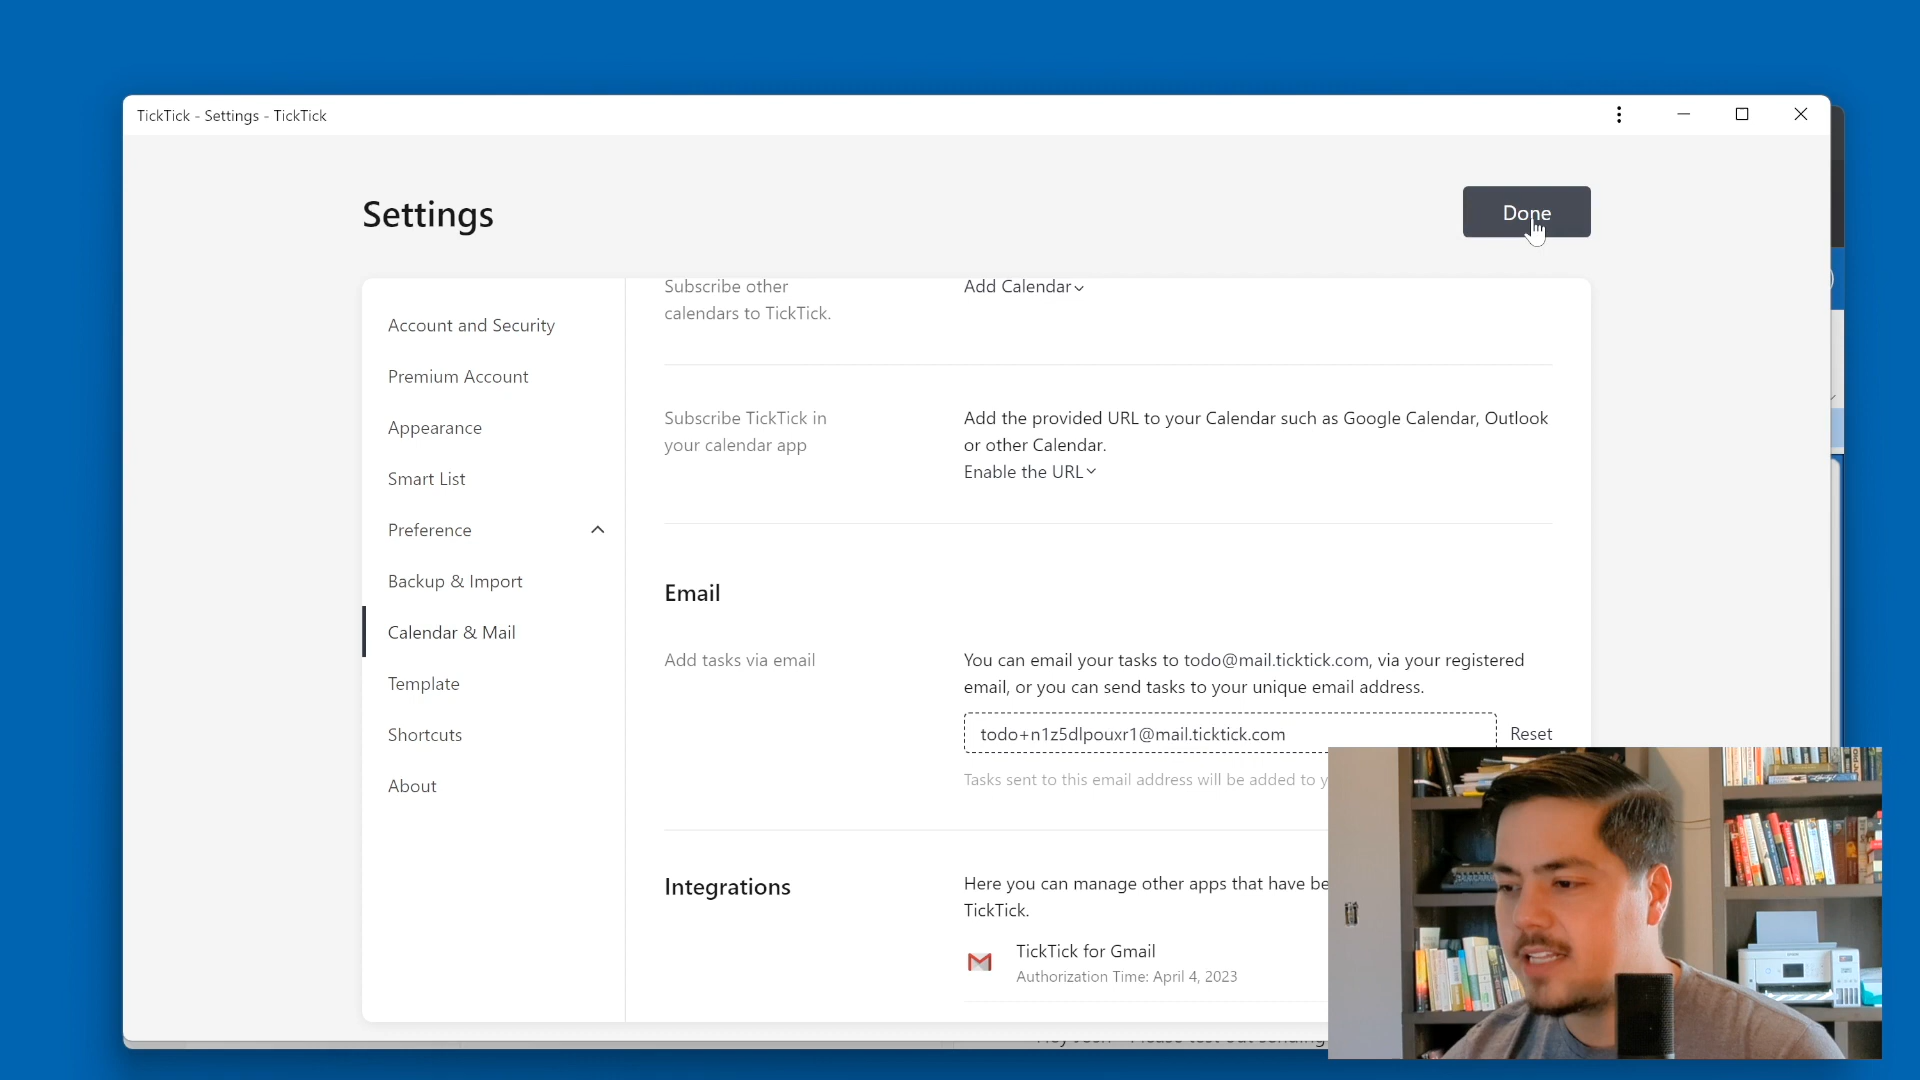 TickTick - Settings - TickTick
Settings
Done
Account and Security
Premium Account
Appearance
Smart List
Preference
Backup & Import
Calendar & Mail
Template
Shortcuts
About
Subscribe other
calendars to TickTick.
Add Calendar
Subscribe TickTick in
your calendar app
Add the provided URL to your Calendar such as Google Calendar, Outlook
or other Calendar.
Enable the URL
Email
Add tasks via email
You can email your tasks to todo@mail.ticktick.com, via your registered
email, or you can send tasks to your unique email address.
todo+n1z5dlpouxr1@mail.ticktick.com
Reset
Tasks sent to this email address will be added to y
Integrations
Here you can manage other apps that have be
TickTick.
TickTick for Gmail
Authorization Time: April 4, 2023